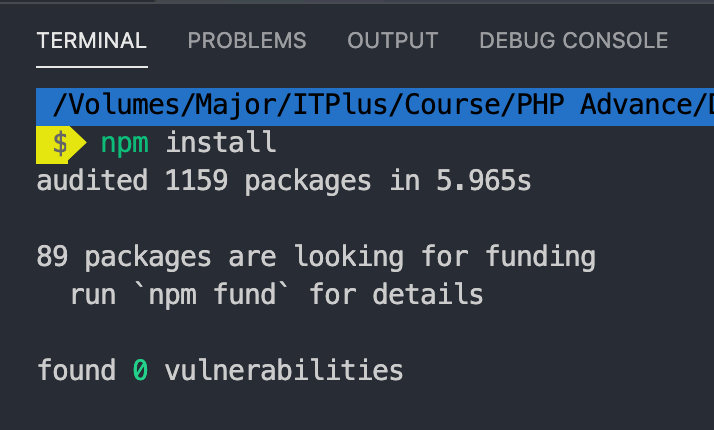 TERMINAL PROBLEMS OUTPUT DEBUG CONSOLE
/Volumes/Major/ITPlus/Course/PHP Advance/D
$ npm install
audited 1159 packages in 5.965s
89 packages are looking for funding
run `npm fund` for details
found 0 vulnerabilities